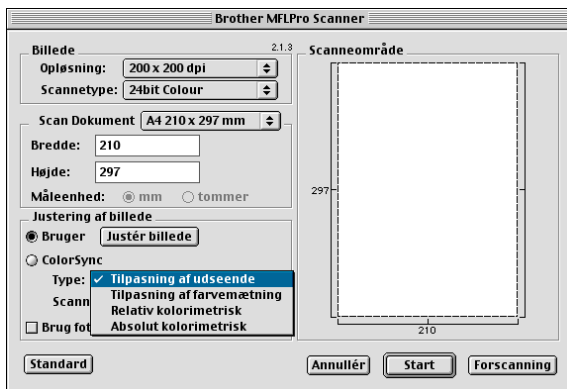 Brother MFLPro Scanner
Billede
2.1.3
Opløsning: 200 x 200 dpi
Scannetype: 24bit Colour
Scan Dokument A4 210 x 297 mm
Bredde: 210
Højde: 297
Måleenhed: mm tommer
Justering af billede
Bruger Justér billede
ColorSync
Type: ✓ Tilpasning af udseende
Tilpasning af farvemætning
Scann
Relativ kolorimetrisk
Absolut kolorimetrisk
Brug fot
Standard
Scanneområde
297
210
Annullér Start Forscanning